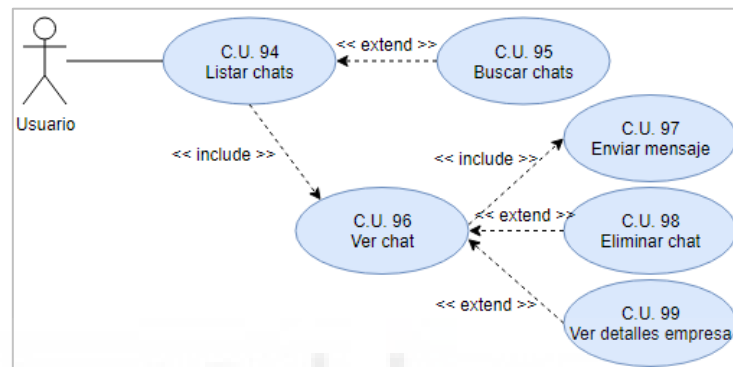 C.U. 94
Listar chats
<< extend >>
C.U. 95
Buscar chats
Usuario
<< include >>
C.U. 96
Ver chat
<< include >>
C.U. 97
Enviar mensaje
<< extend >>
C.U. 98
Eliminar chat
<< extend >>
C.U. 99
Ver detalles empresa